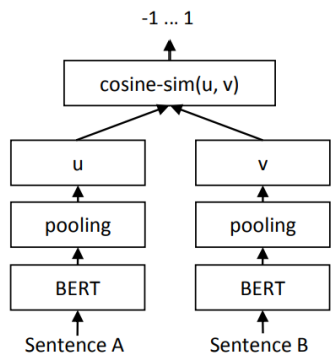 -1 ... 1
cosine-sim(u, v)
u v
pooling pooling
BERT BERT
Sentence A Sentence B